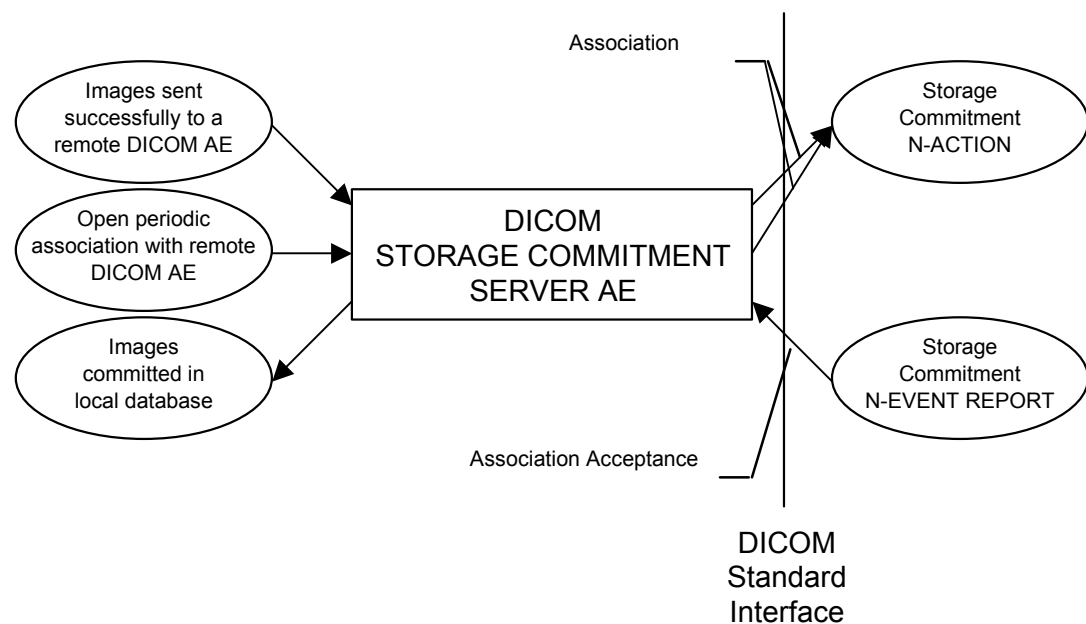 Association
Images sent
successfully to a
remote DICOM AE
Storage
Commitment
N-ACTION
Open periodic
association with remote
DICOM AE
DICOM
STORAGE COMMITMENT
SERVER AE
Images
committed in
local database
Storage
Commitment
N-EVENT REPORT
Association Acceptance
DICOM
Standard
Interface